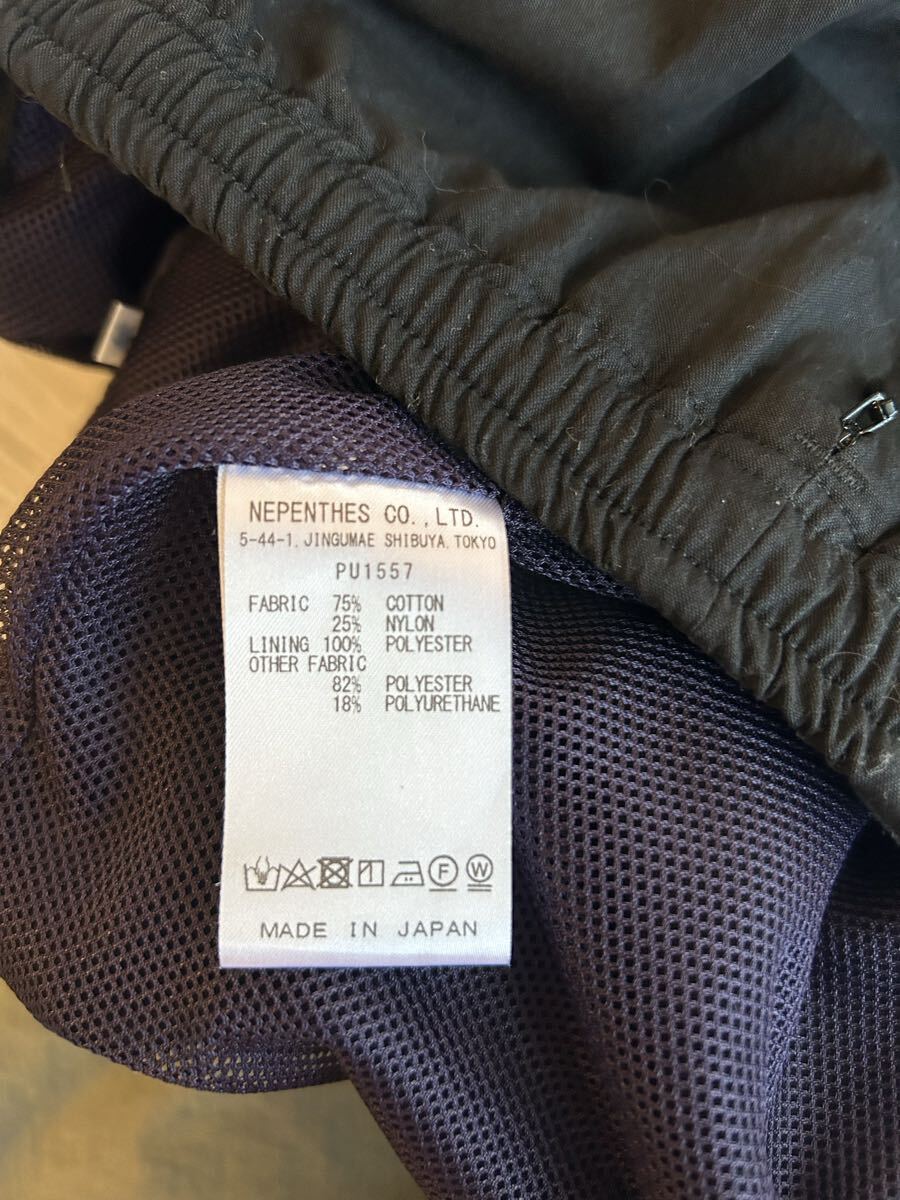 NEPENTHES CO.,LTD.
5-44-1, JINGUMAE SHIBUYA, TOKYO
PU1557
FABRIC 75% COTTON
25% NYLON
LINING 100% POLYESTER
OTHER FABRIC
82% POLYESTER
18% POLYURETHANE
F W
MADE IN JAPAN